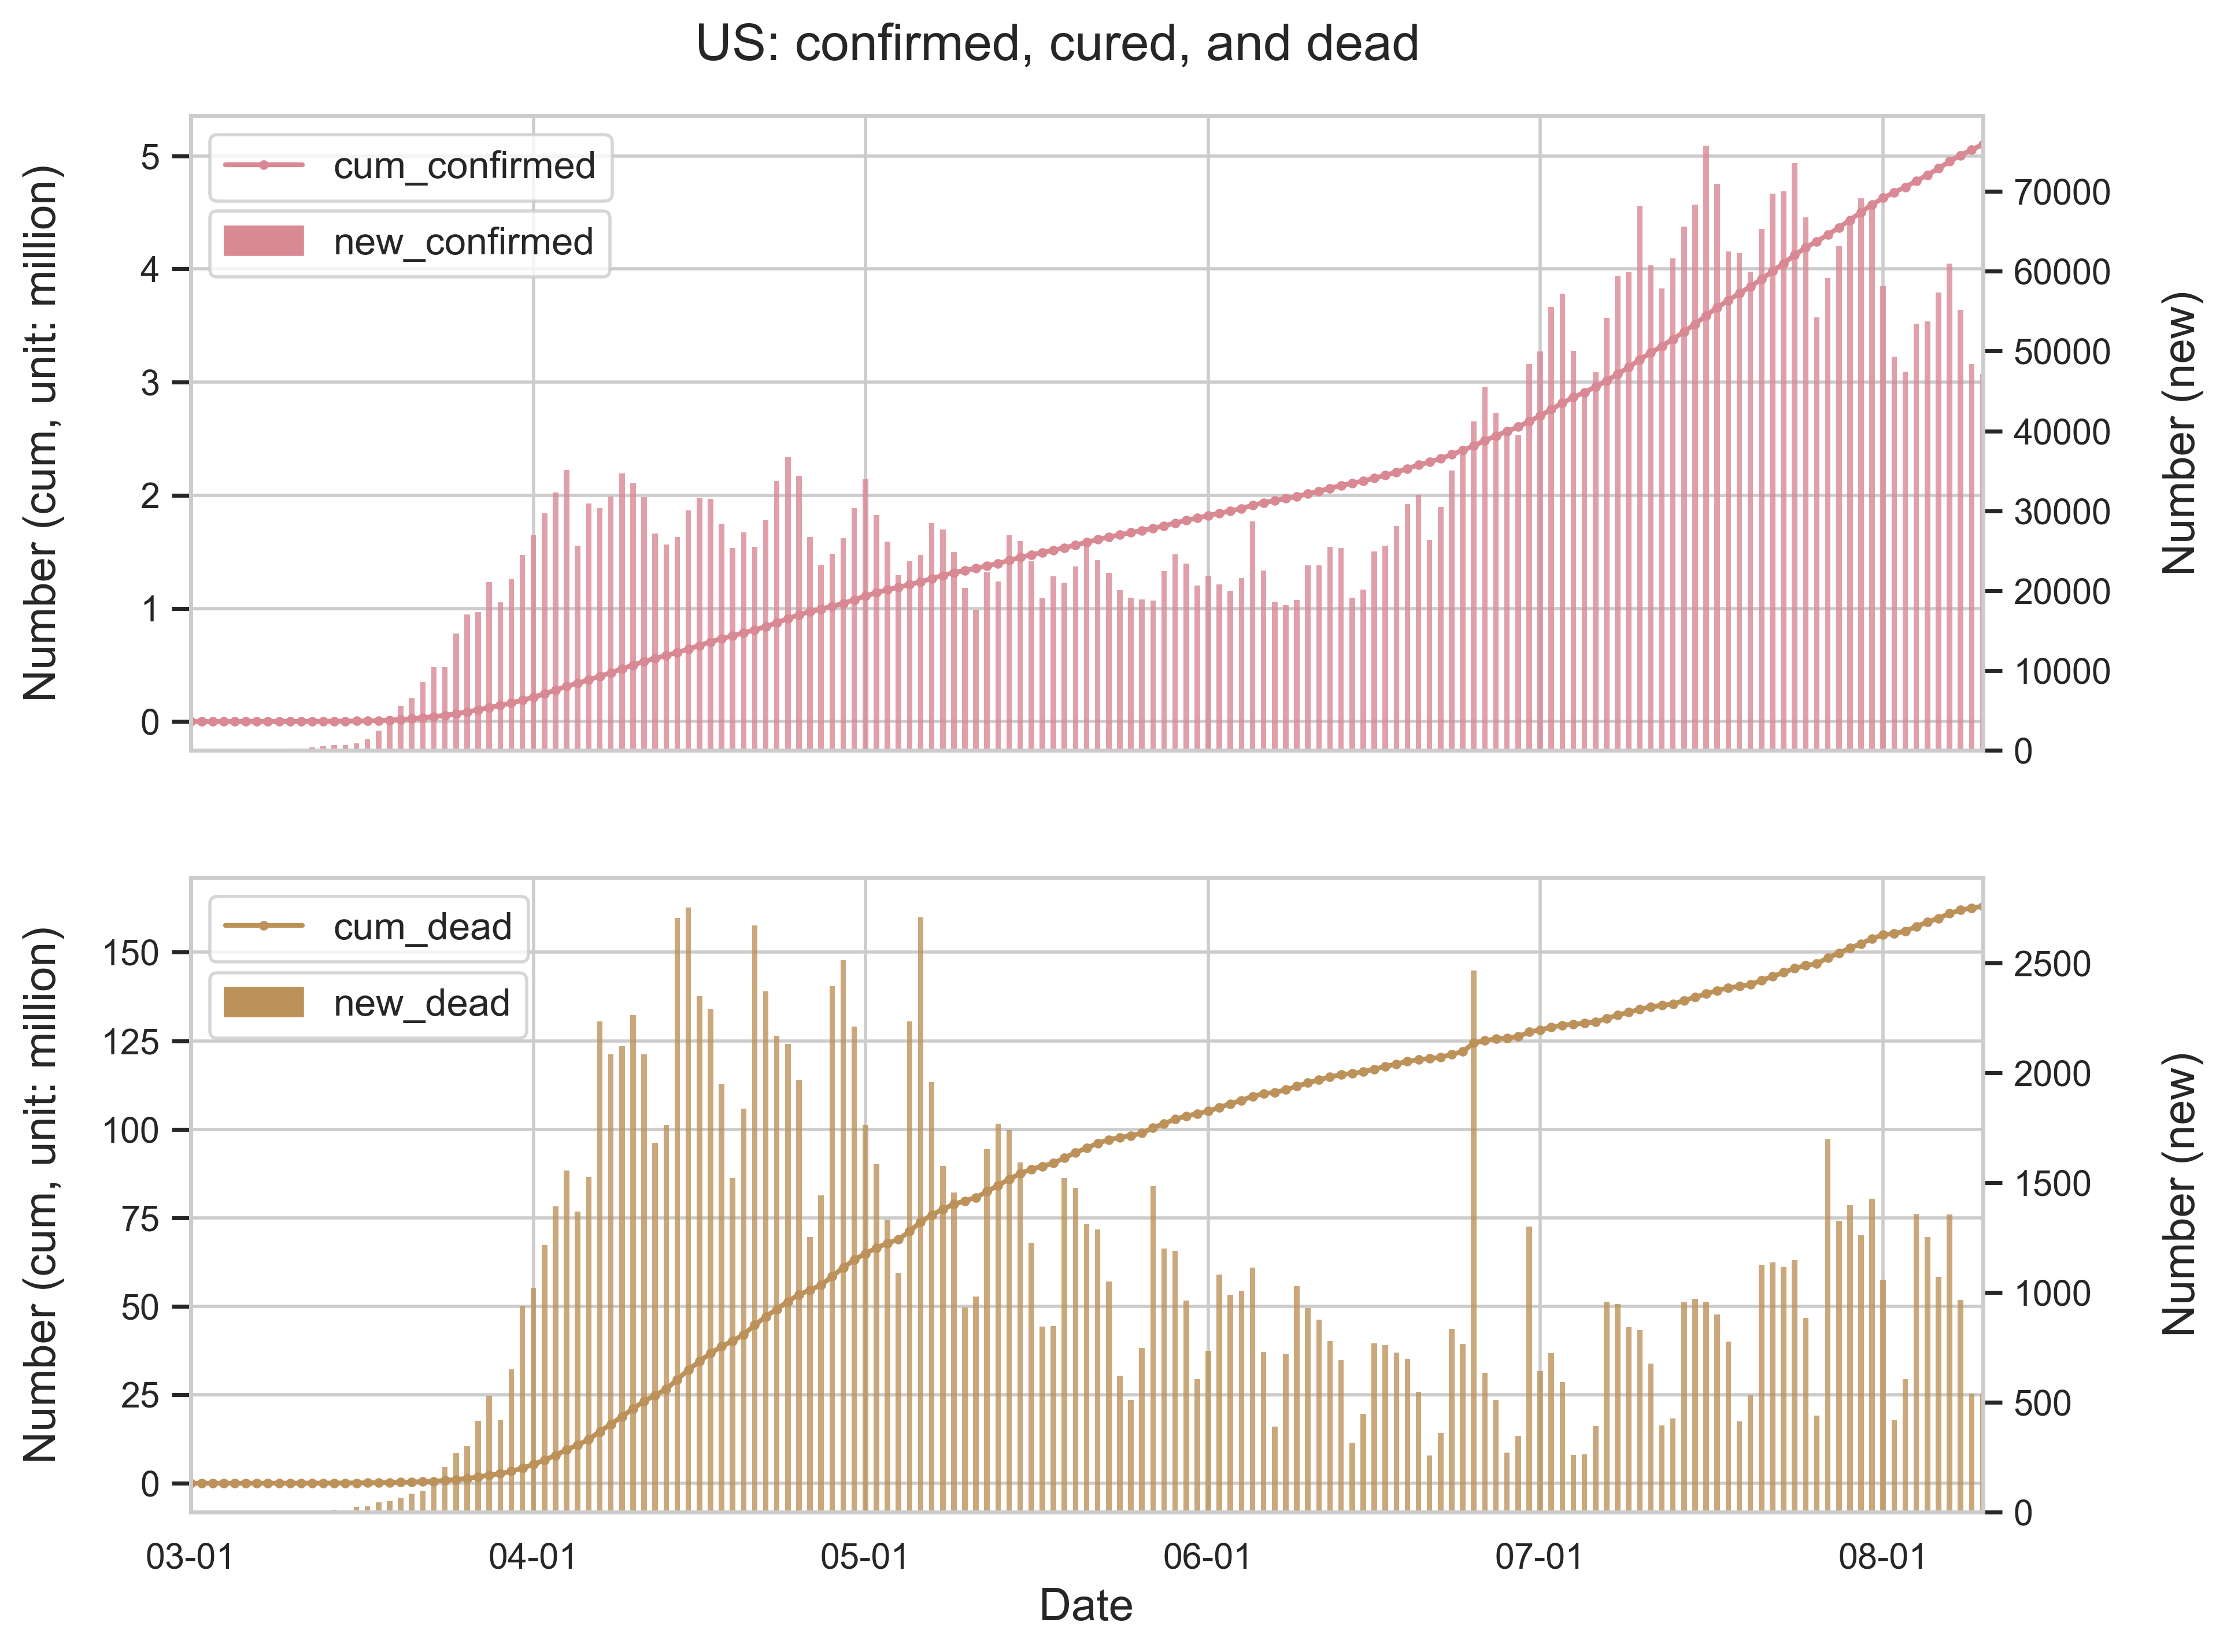 US: confirmed, cured, and dead
Number (cum, unit: million)
5
4
3
2
1
0
cum_confirmed
new_confirmed
70000
60000
50000
40000
30000
20000
10000
0
Number (new)
Number (cum, unit: million)
150
125
100
75
50
25
0
cum_dead
new_dead
2500
2000
1500
1000
500
0
Number (new)
03-01 04-01 05-01 06-01 07-01 08-01
Date